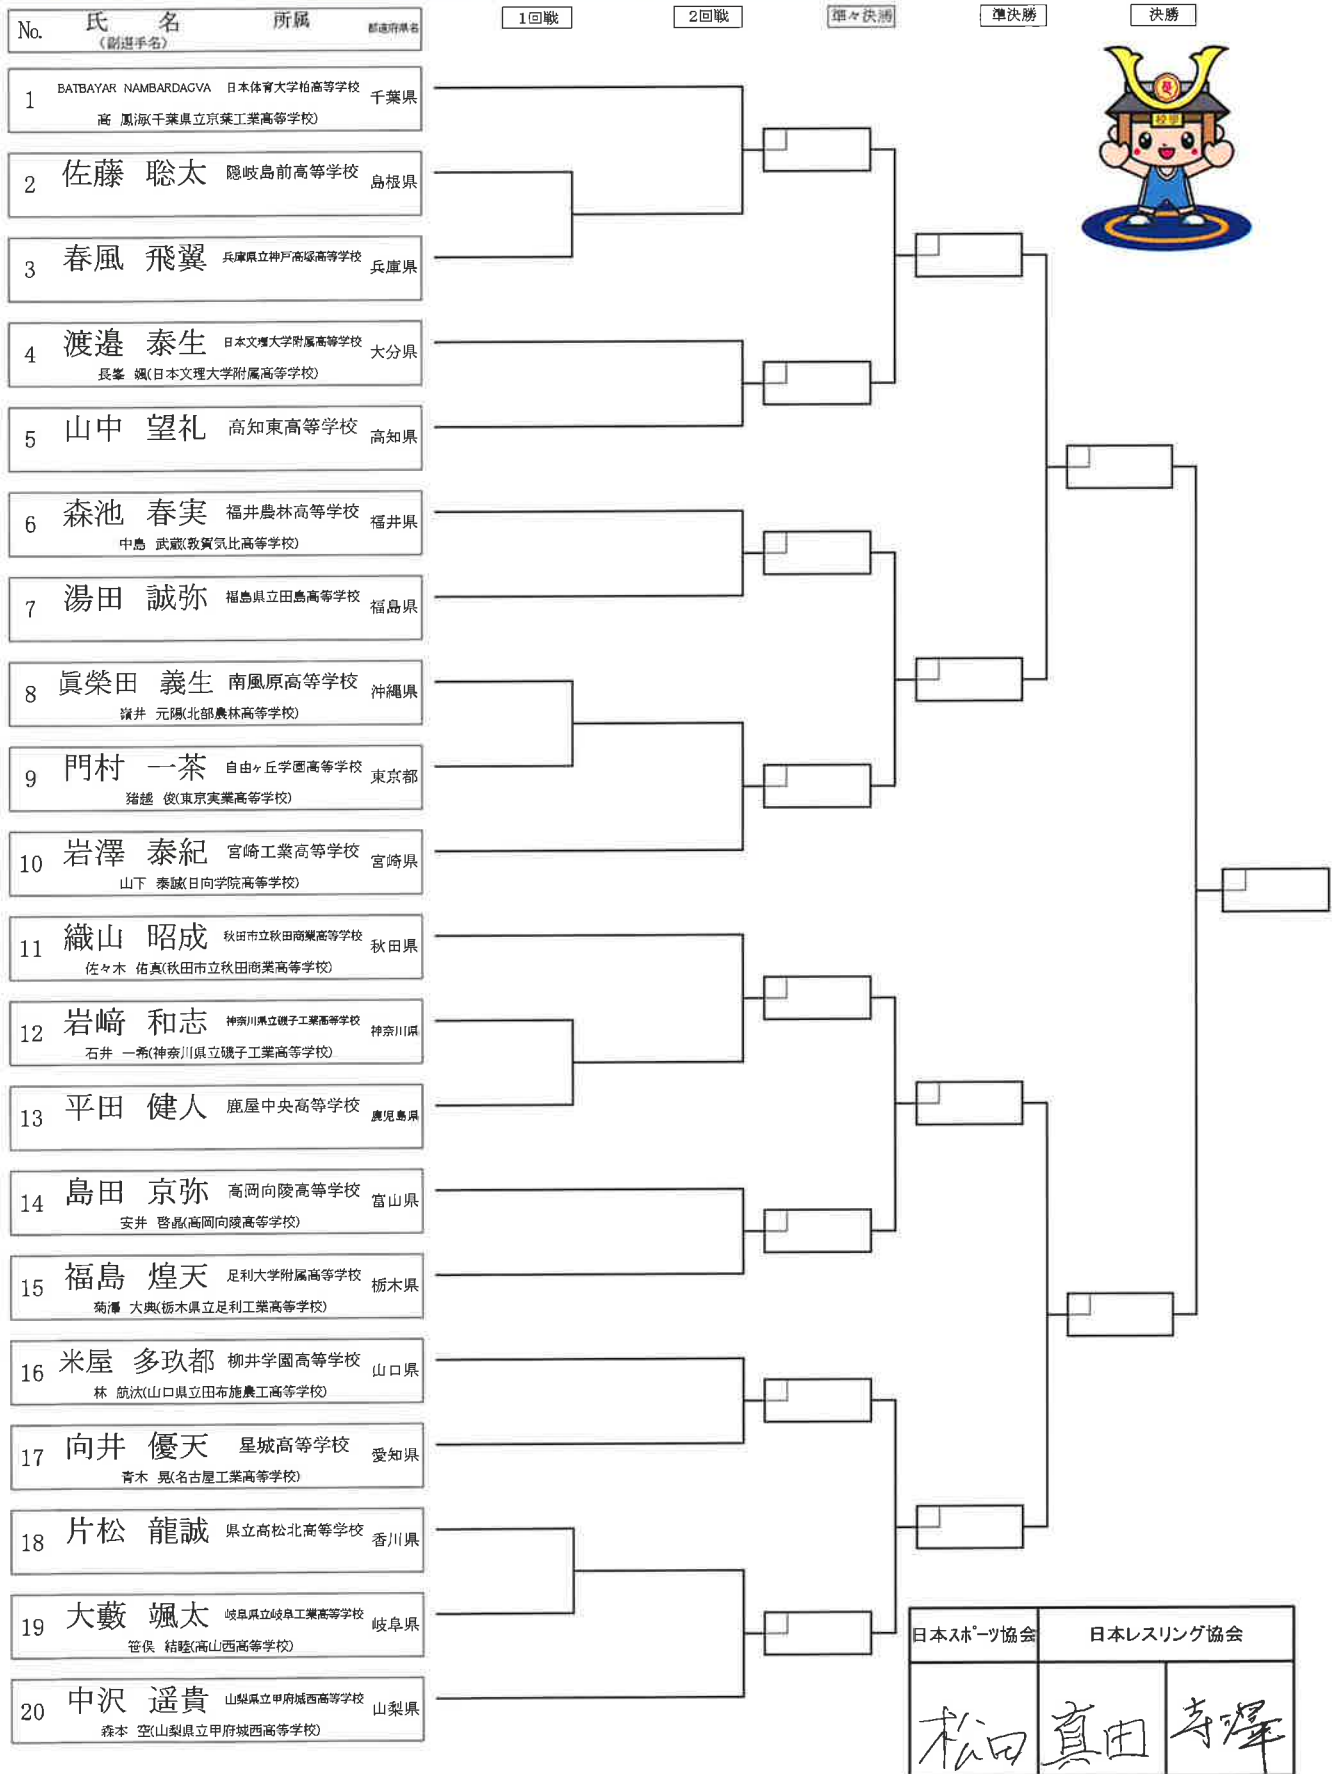 No. 氏 名 所属 都道府県名
(副選手名)
1回戦 2回戦 準々決勝 準決勝 決勝
1 BATBAYAR NAMBARDAGVA 日本体育大学柏高等学校 千葉県
高 鳳海(千葉県立京葉工業高等学校)
2 佐藤 聡太 隠岐島前高等学校 島根県
3 春風 飛翼 兵庫県立神戸高塚高等学校 兵庫県
4 渡邉 泰生 日本文理大学附属高等学校 大分県
長峯 颯(日本文理大学附属高等学校)
5 山中 望礼 高知東高等学校 高知県
6 森池 春実 福井農林高等学校 福井県
中島 武蔵(敦賀気比高等学校)
7 湯田 誠弥 福島県立田島高等学校 福島県
8 眞榮田 義生 南風原高等学校 沖縄県
嶺井 元陽(北部農林高等学校)
9 門村 一茶 自由ヶ丘学園高等学校 東京都
猪越 俊(東京実業高等学校)
10 岩澤 泰紀 宮崎工業高等学校 宮崎県
山下 泰誠(日向学院高等学校)
11 織山 昭成 秋田市立秋田商業高等学校 秋田県
佐々木 佑真(秋田市立秋田商業高等学校)
12 岩﨑 和志 神奈川県立磯子工業高等学校 神奈川県
石井 一希(神奈川県立磯子工業高等学校)
13 平田 健人 鹿屋中央高等学校 鹿児島県
14 島田 京弥 高岡向陵高等学校 富山県
安井 啓晶(高岡向陵高等学校)
15 福島 煌天 足利大学附属高等学校 栃木県
菊澤 大典(栃木県立足利工業高等学校)
16 米屋 多玖都 柳井学園高等学校 山口県
林 航汰(山口県立田布施農工高等学校)
17 向井 優天 星城高等学校 愛知県
青木 晃(名古屋工業高等学校)
18 片松 龍誠 県立高松北高等学校 香川県
19 大藪 颯太 岐阜県立岐阜工業高等学校 岐阜県
笹俣 結睦(高山西高等学校)
20 中沢 遥貴 山梨県立甲府城西高等学校 山梨県
森本 空(山梨県立甲府城西高等学校)
日本スポーツ協会 日本レスリング協会
松田 真田 寺澤